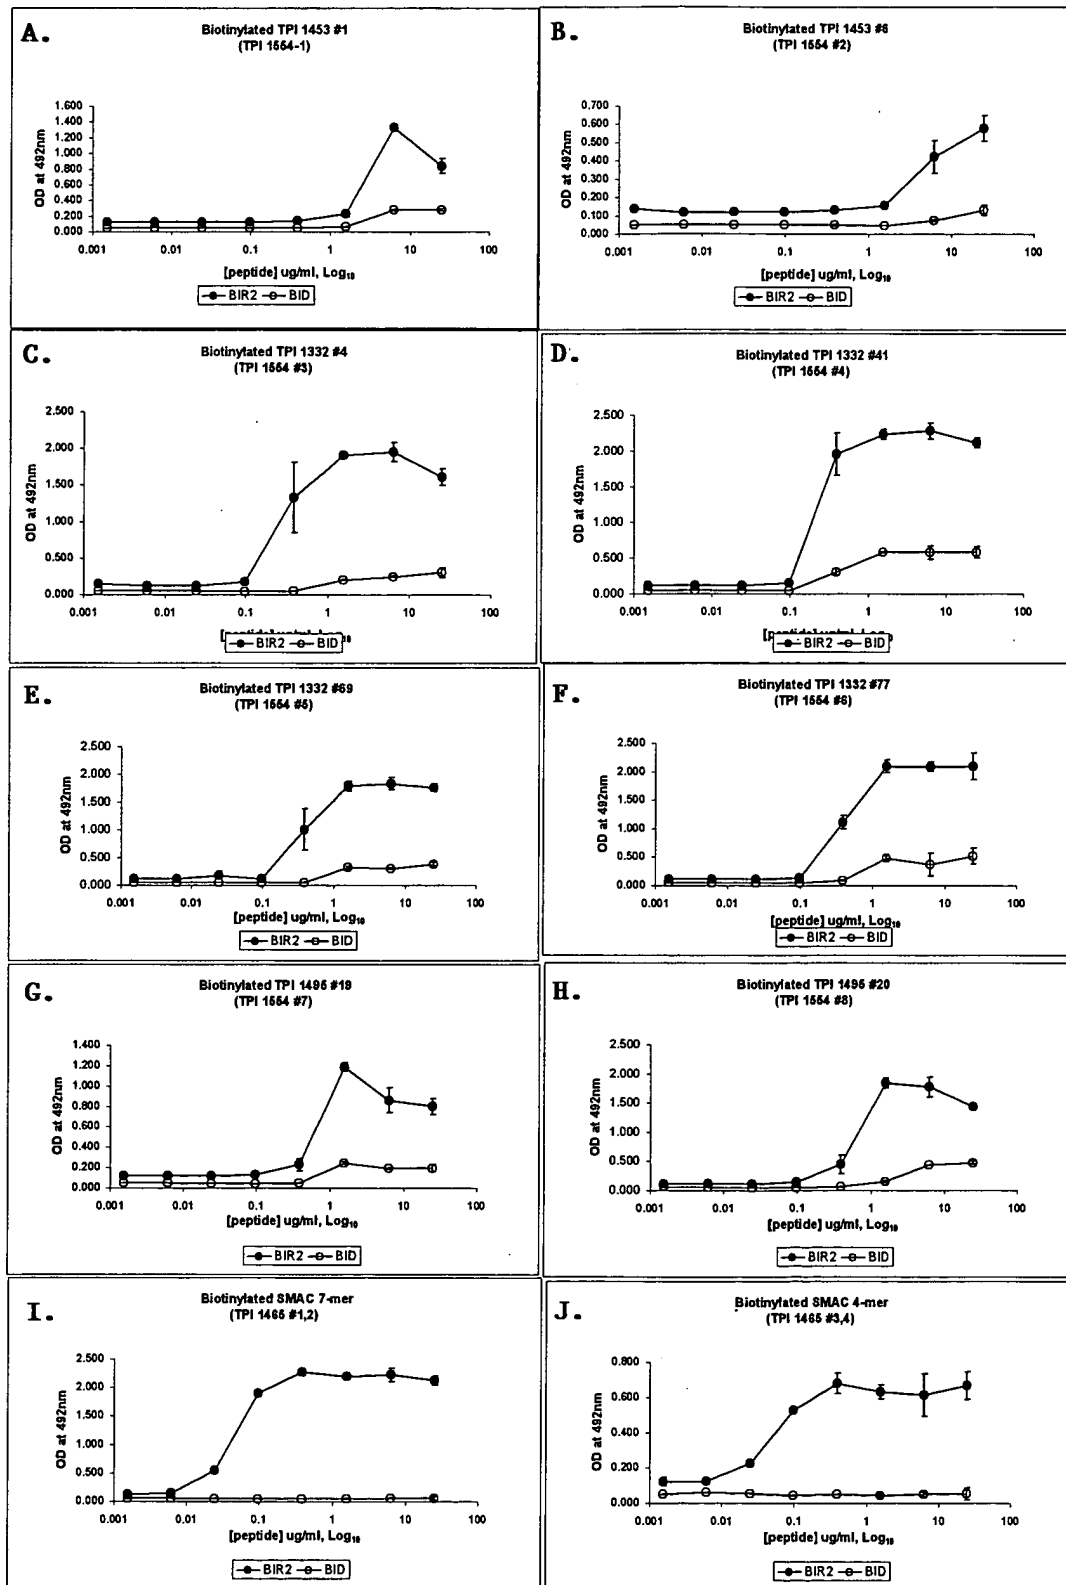 A.
Biotinylated TPI 1453 #1
(TPI 1554-1)
OD at 492nm
1.600
1.400
1.200
1.000
0.800
0.600
0.400
0.200
0.000
0.001 0.01 0.1 1 10 100
[peptide] ug/ml, Log10
BIR2 BID
B.
Biotinylated TPI 1453 #6
(TPI 1554 #2)
OD at 492nm
0.700
0.600
0.500
0.400
0.300
0.200
0.100
0.000
0.001 0.01 0.1 1 10 100
[peptide] ug/ml, Log10
BIR2 BID
C.
Biotinylated TPI 1332 #4
(TPI 1554 #3)
OD at 492nm
2.500
2.000
1.500
1.000
0.500
0.000
0.001 0.01 0.1 1 10 100
BIR2 BID
D.
Biotinylated TPI 1332 #41
(TPI 1554 #4)
OD at 492nm
2.500
2.000
1.500
1.000
0.500
0.000
0.001 0.01 0.1 1 10 100
BIR2 BID
E.
Biotinylated TPI 1332 #69
(TPI 1554 #5)
OD at 492nm
2.500
2.000
1.500
1.000
0.500
0.000
0.001 0.01 0.1 1 10 100
[peptide] ug/ml, Log10
BIR2 BID
F.
Biotinylated TPI 1332 #77
(TPI 1554 #6)
OD at 492nm
2.500
2.000
1.500
1.000
0.500
0.000
0.001 0.01 0.1 1 10 100
[peptide] ug/ml, Log10
BIR2 BID
G.
Biotinylated TPI 1495 #19
(TPI 1554 #7)
OD at 492nm
1.400
1.200
1.000
0.800
0.600
0.400
0.200
0.000
0.001 0.01 0.1 1 10 100
[peptide] ug/ml, Log10
BIR2 BID
H.
Biotinylated TPI 1495 #20
(TPI 1554 #8)
OD at 492nm
2.500
2.000
1.500
1.000
0.500
0.000
0.001 0.01 0.1 1 10 100
[peptide] ug/ml, Log10
BIR2 BID
I.
Biotinylated SMAC 7-mer
(TPI 1465 #1,2)
OD at 492nm
2.500
2.000
1.500
1.000
0.500
0.000
0.001 0.01 0.1 1 10 100
[peptide] ug/ml, Log10
BIR2 BID
J.
Biotinylated SMAC 4-mer
(TPI 1465 #3,4)
OD at 492nm
0.800
0.600
0.400
0.200
0.000
0.001 0.01 0.1 1 10 100
[peptide] ug/ml, Log10
BIR2 BID